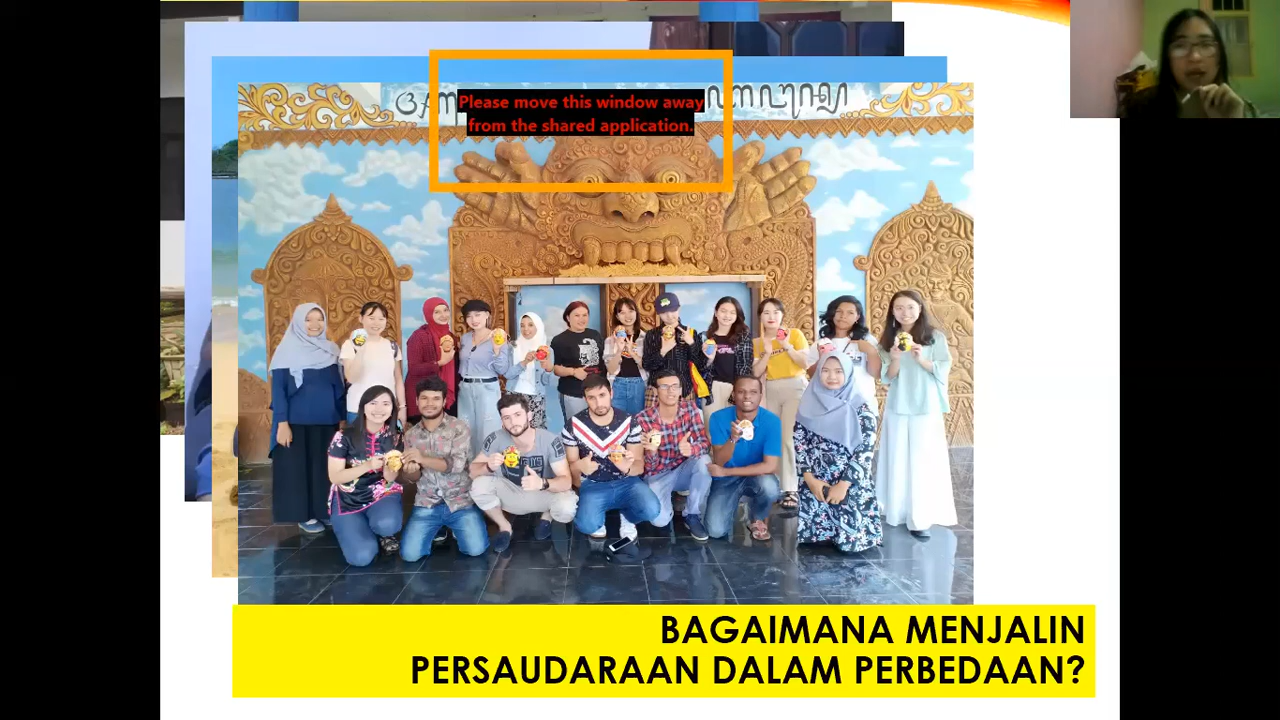 Please move this window away
from the shared application.
BAGAIMANA MENJALIN
PERSAUDARAAN DALAM PERBEDAAN?